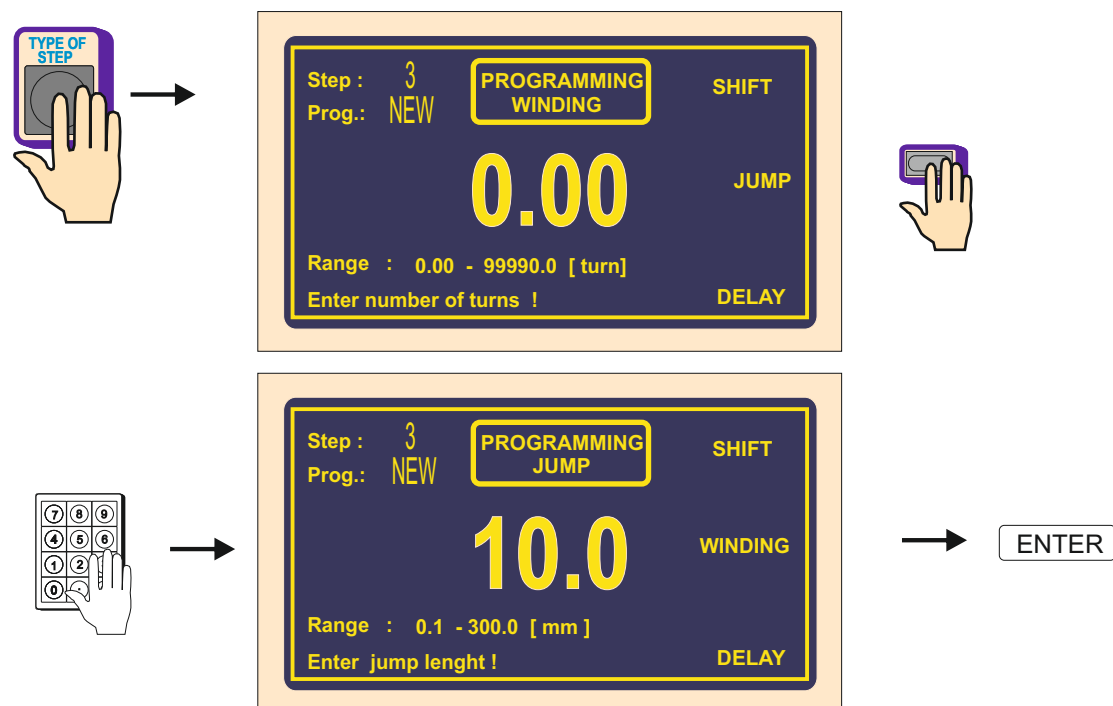 TYPE OF
STEP
Step : 3
Prog.: NEW
PROGRAMMING
WINDING
SHIFT
0.00
JUMP
Range : 0.00 - 99990.0 [ turn]
Enter number of turns !
DELAY
Step : 3
Prog.: NEW
PROGRAMMING
JUMP
SHIFT
7 8 9
4 5 6
1 2
0 .
10.0
WINDING
ENTER
Range : 0.1 - 300.0 [ mm ]
Enter jump lenght !
DELAY